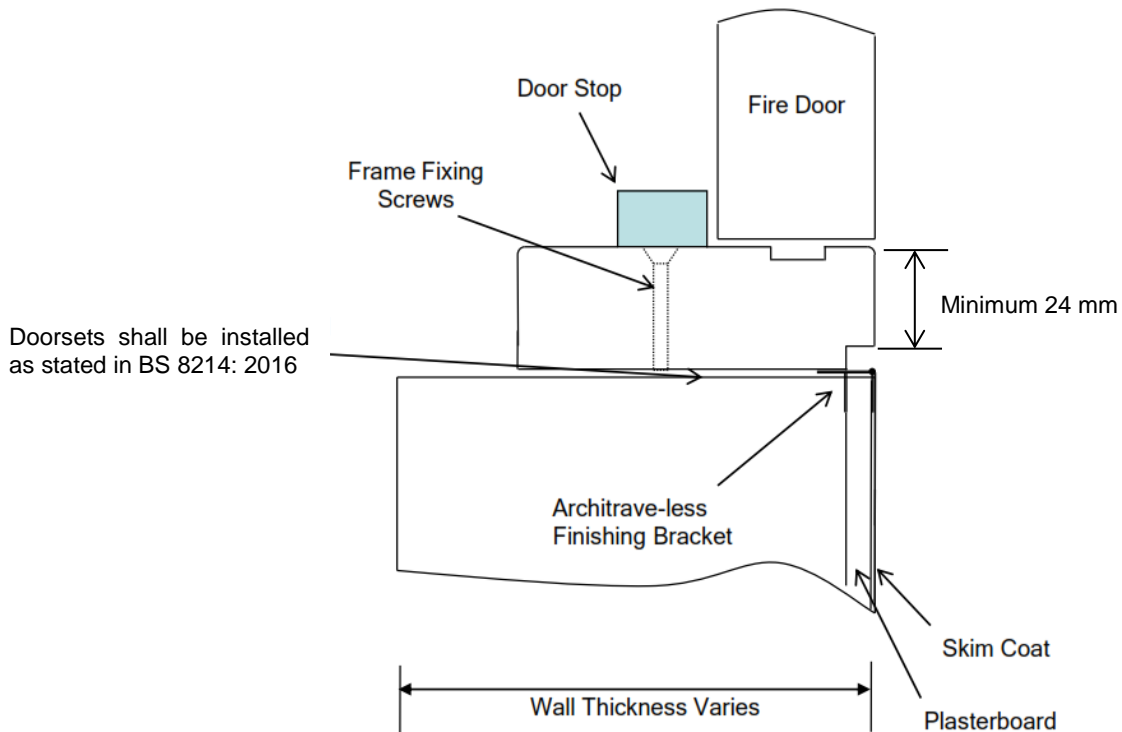 Door Stop
Fire Door
Frame Fixing
Screws
Minimum 24 mm
Doorsets shall be installed
as stated in BS 8214: 2016
Architrave-less
Finishing Bracket
Skim Coat
Wall Thickness Varies
Plasterboard